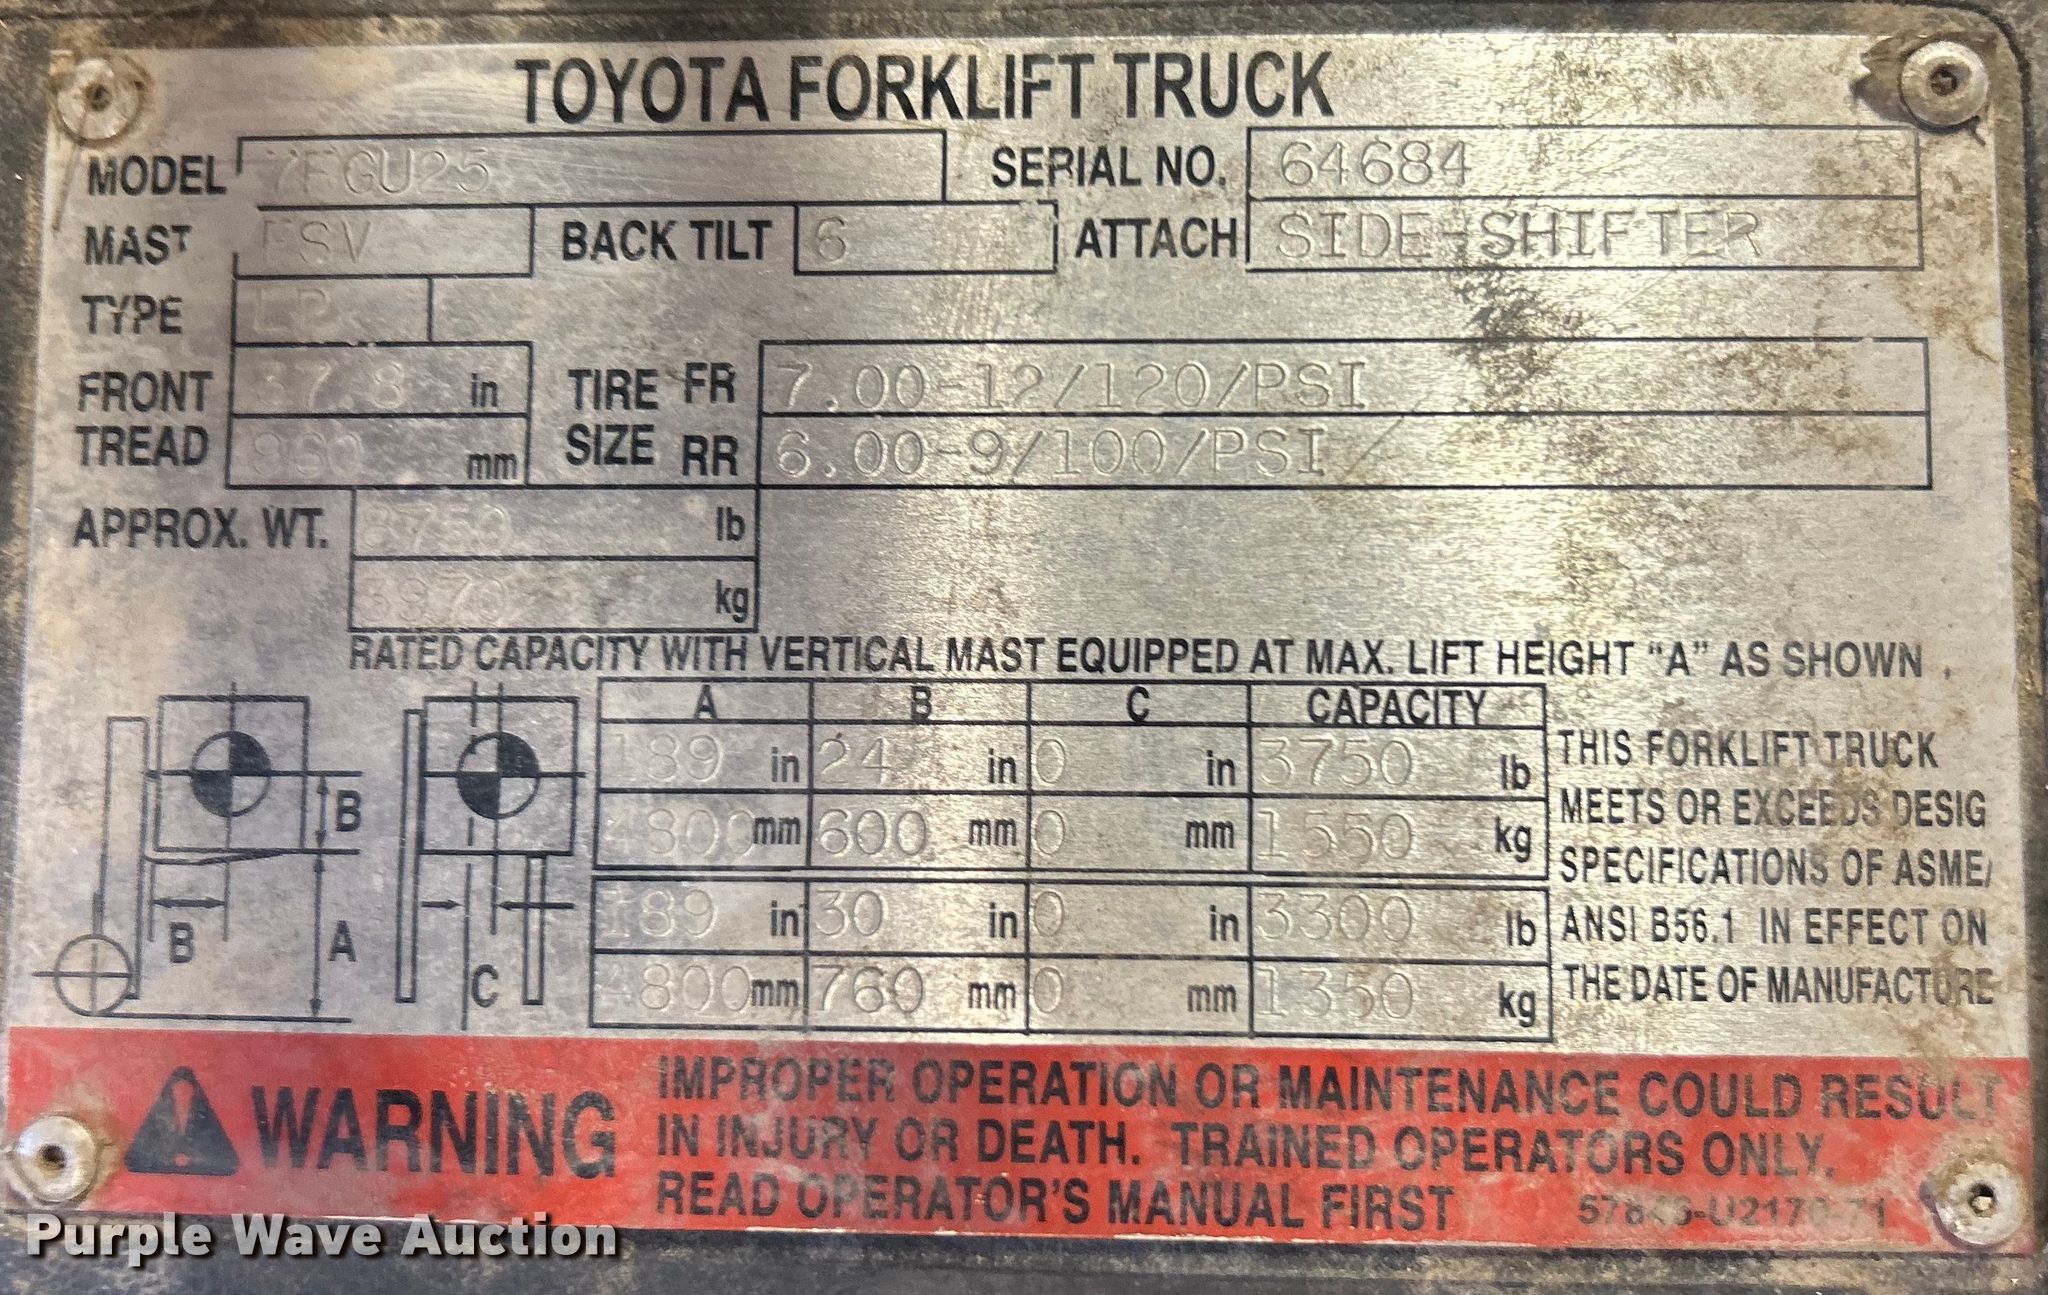 TOYOTA FORKLIFT TRUCK
MODEL 7FGU25 SERIAL NO. 64684
MAST FSV BACK TILT 6 ATTACH SIDE-SHIFTER
TYPE LP
FRONT TREAD 37.8 in TIRE SIZE FR 7.00-12/120/PSI
960 mm RR 6.00-9/100/PSI
APPROX. WT. 8750 lb
3970 kg
RATED CAPACITY WITH VERTICAL MAST EQUIPPED AT MAX. LIFT HEIGHT "A" AS SHOWN.
A B C CAPACITY
189 in 24 in 0 in 3750 lb
4800 mm 600 mm 0 mm 1550 kg
189 in 30 in 0 in 3300 lb
4800 mm 760 mm 0 mm 1350 kg
B
B
A
C
THIS FORKLIFT TRUCK
MEETS OR EXCEEDS DESIG
SPECIFICATIONS OF ASME/
ANSI B56.1 IN EFFECT ON
THE DATE OF MANUFACTURE
WARNING
IMPROPER OPERATION OR MAINTENANCE COULD RESULT
IN INJURY OR DEATH. TRAINED OPERATORS ONLY.
READ OPERATOR'S MANUAL FIRST
Purple Wave Auction